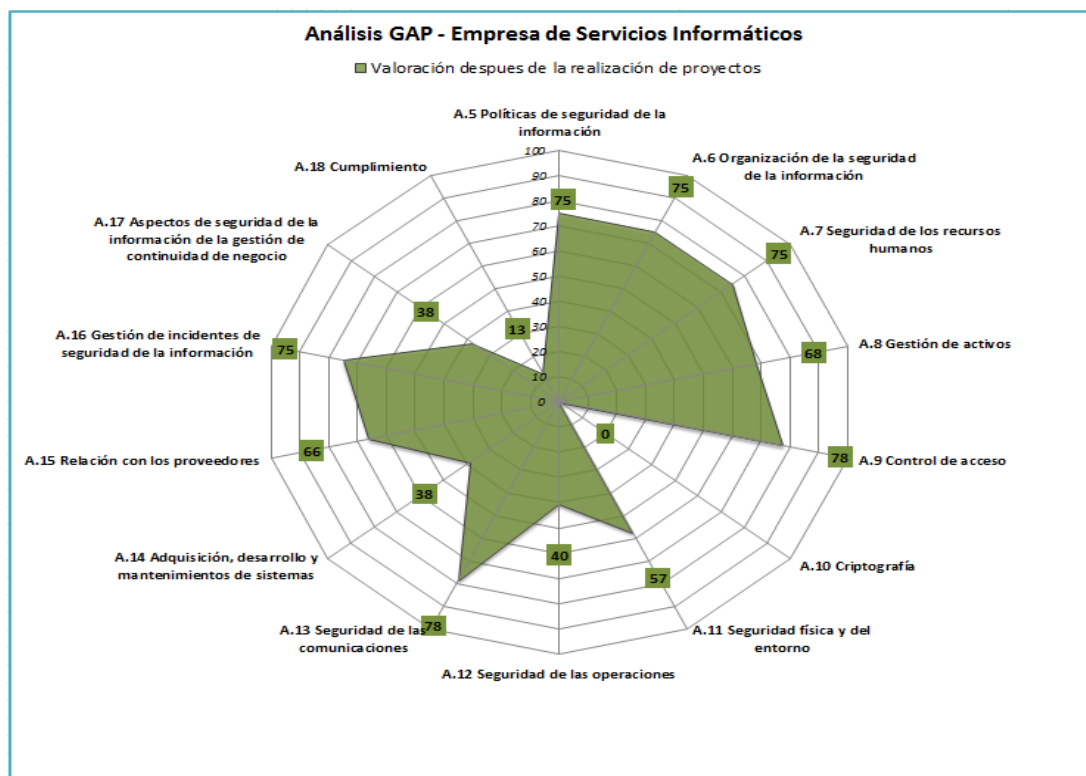 Análisis GAP - Empresa de Servicios Informáticos
Valoración despues de la realización de proyectos
A.5 Políticas de seguridad de la
información
A.6 Organización de la seguridad
de la información
A.7 Seguridad de los recursos
humanos
A.8 Gestión de activos
A.9 Control de acceso
A.10 Criptografía
A.11 Seguridad física y del
entorno
A.12 Seguridad de las operaciones
A.13 Seguridad de las
comunicaciones
A.14 Adquisición, desarrollo y
mantenimientos de sistemas
A.15 Relación con los proveedores
A.16 Gestión de incidentes de
seguridad de la información
A.17 Aspectos de seguridad de la
información de la gestión de
continuidad de negocio
A.18 Cumplimiento
100
90
80
70
60
50
40
30
20
10
0
75
75
75
68
78
0
57
40
78
38
66
75
38
13